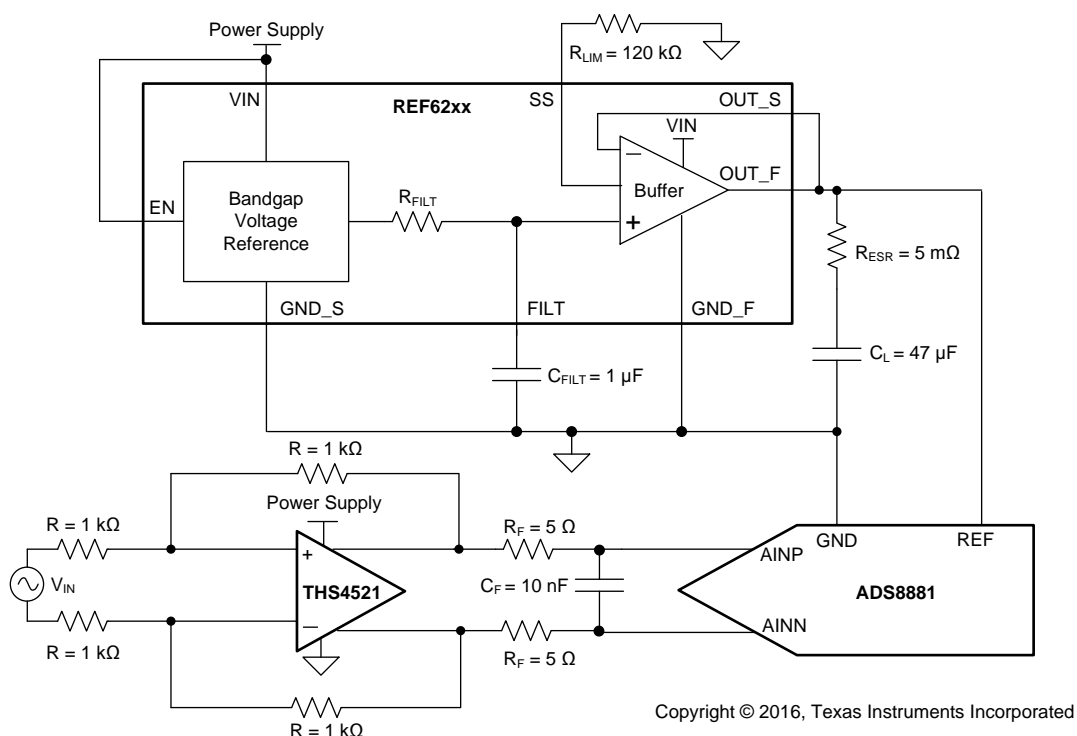 Power Supply
R_LIM = 120 kΩ
REF62xx
VIN
SS
OUT_S
VIN
OUT_F
Buffer
−
+
EN
Bandgap
Voltage
Reference
R_FILT
R_ESR = 5 mΩ
GND_S
FILT
GND_F
C_FILT = 1 µF
C_L = 47 µF
R = 1 kΩ
Power Supply
R = 1 kΩ
R_F = 5 Ω
GND
REF
AINP
+
V_IN
THS4521
C_F = 10 nF
ADS8881
−
AINN
R = 1 kΩ
R_F = 5 Ω
R = 1 kΩ
Copyright © 2016, Texas Instruments Incorporated